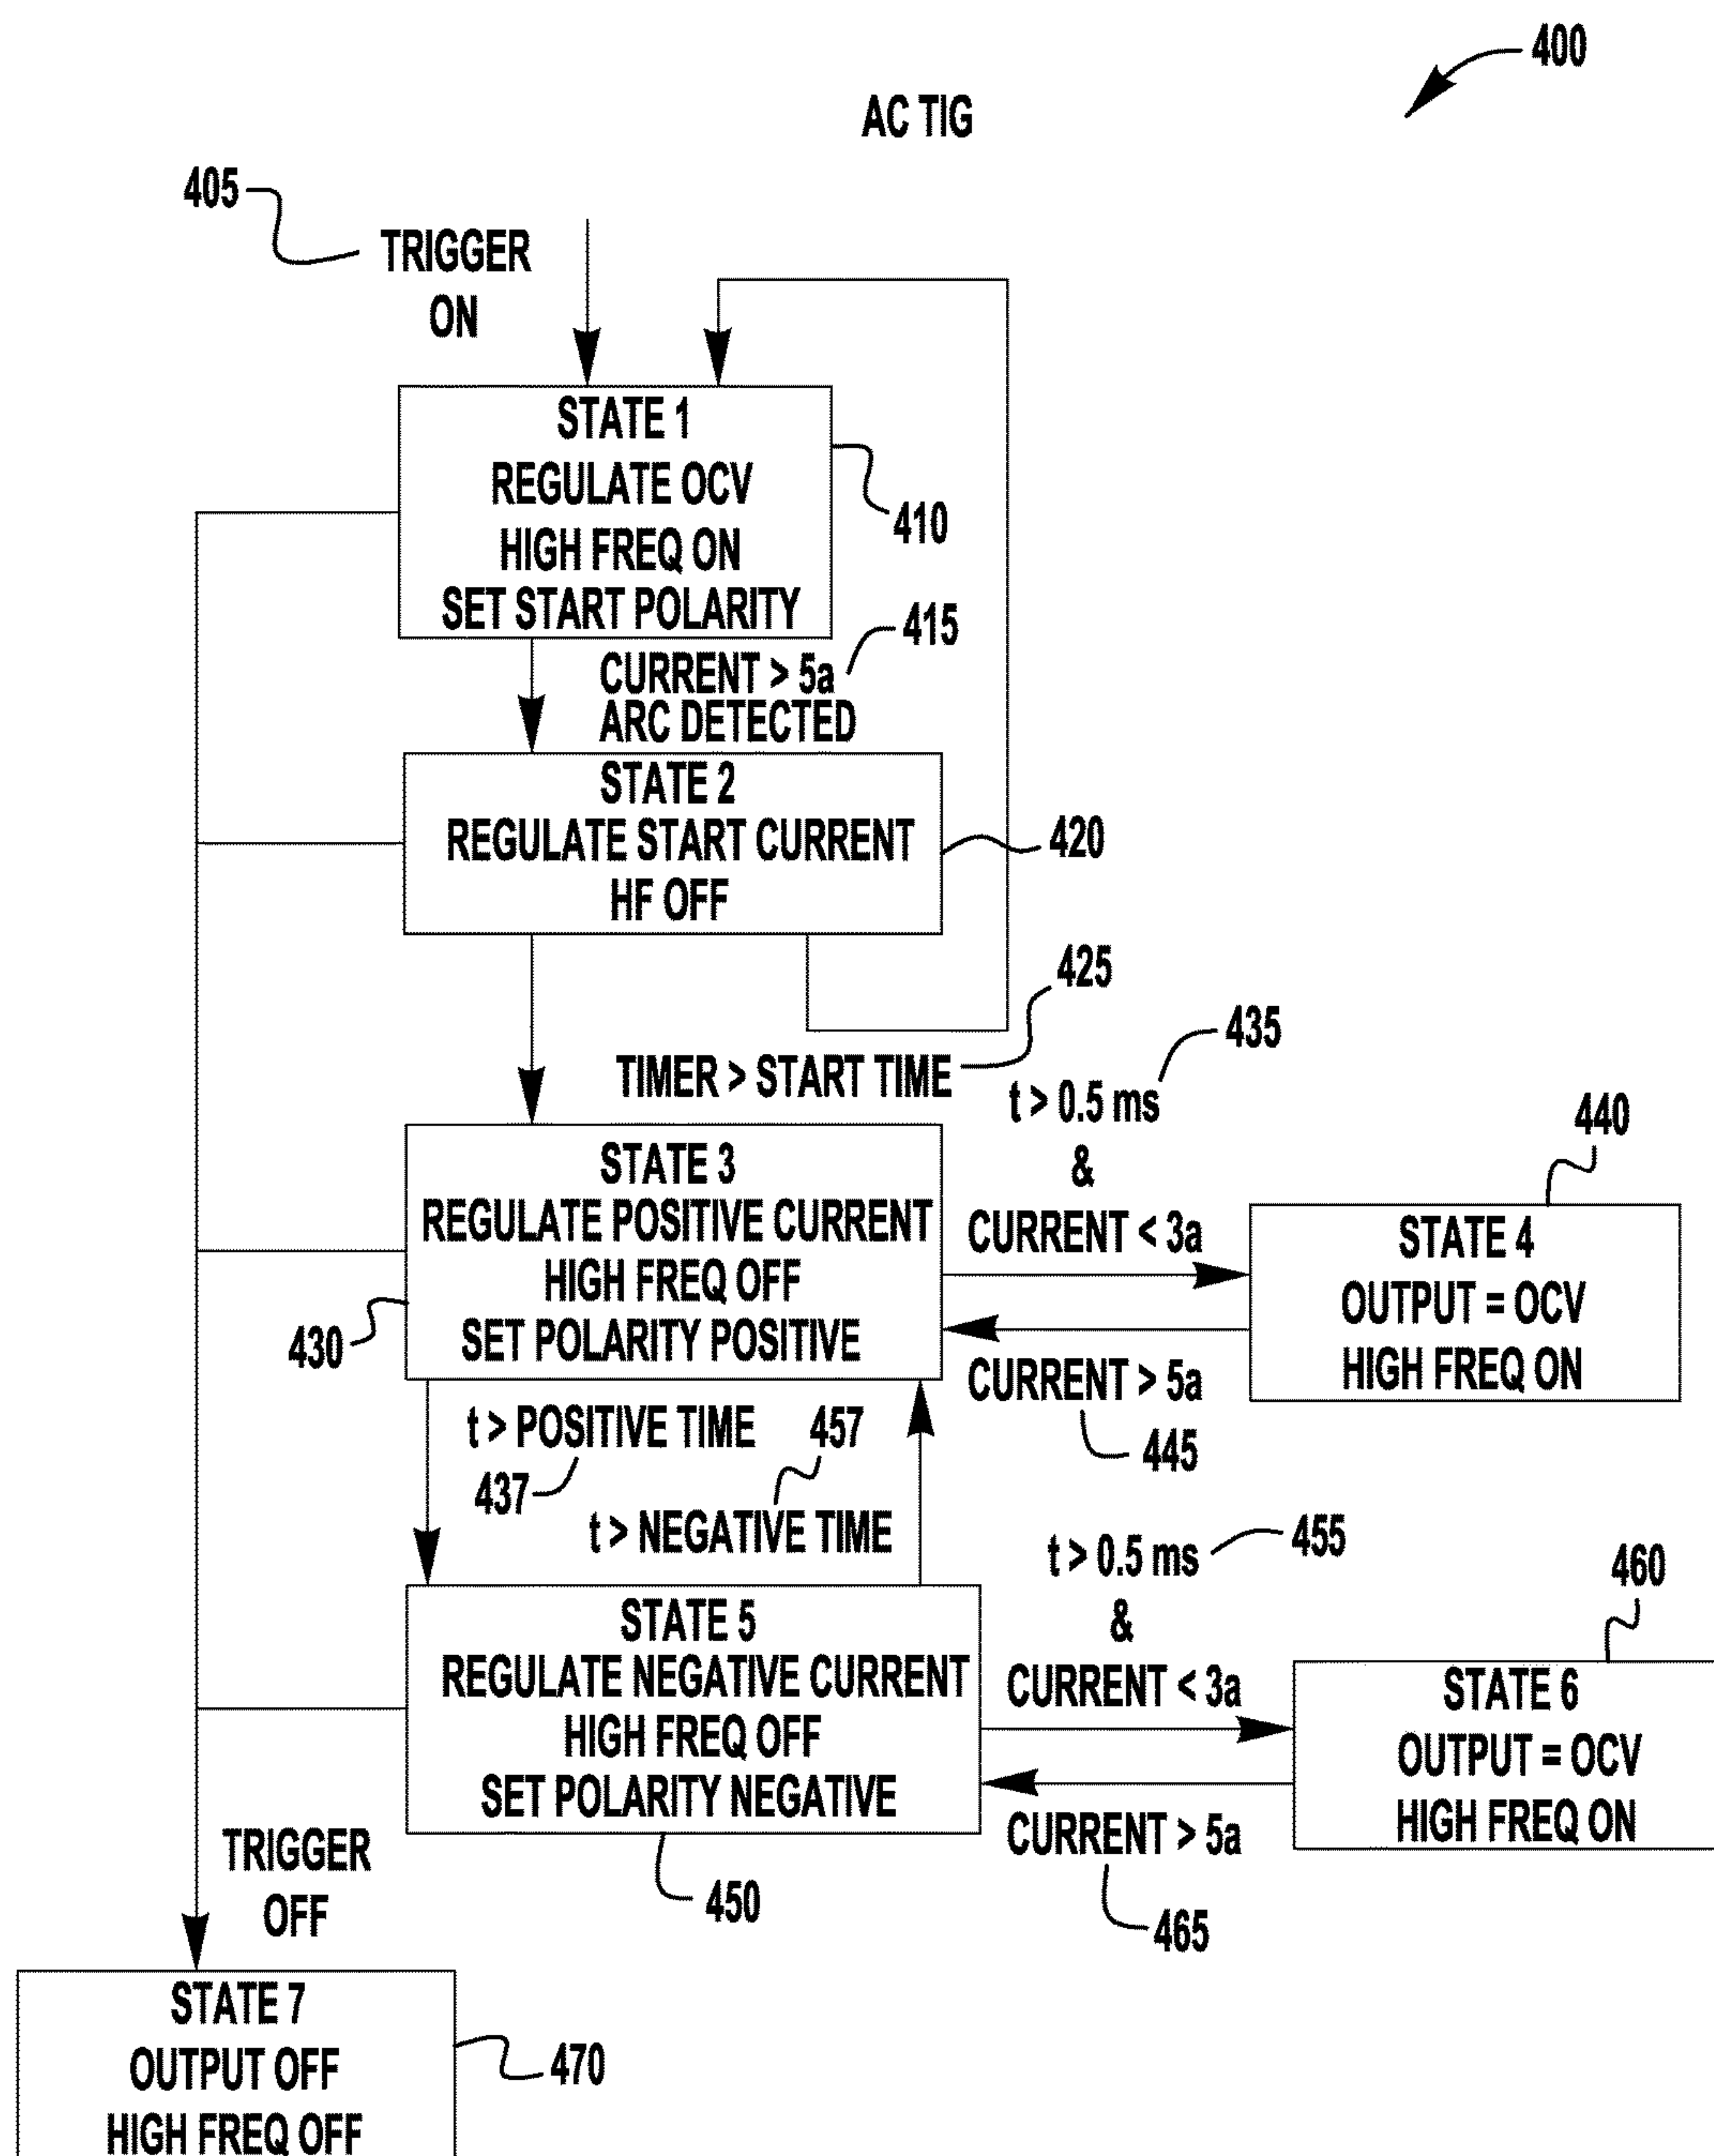 400
AC TIG
405
TRIGGER
ON
STATE 1
REGULATE OCV
HIGH FREQ ON
SET START POLARITY
410
415
CURRENT > 5a
ARC DETECTED
STATE 2
REGULATE START CURRENT
HF OFF
420
425
TIMER > START TIME
435
t > 0.5 ms
&
CURRENT < 3a
440
STATE 3
REGULATE POSITIVE CURRENT
HIGH FREQ OFF
SET POLARITY POSITIVE
430
STATE 4
OUTPUT = OCV
HIGH FREQ ON
CURRENT > 5a
445
t > POSITIVE TIME
437
457
t > NEGATIVE TIME
455
t > 0.5 ms
&
CURRENT < 3a
460
STATE 5
REGULATE NEGATIVE CURRENT
HIGH FREQ OFF
SET POLARITY NEGATIVE
450
STATE 6
OUTPUT = OCV
HIGH FREQ ON
CURRENT > 5a
465
TRIGGER
OFF
STATE 7
OUTPUT OFF
HIGH FREQ OFF
470